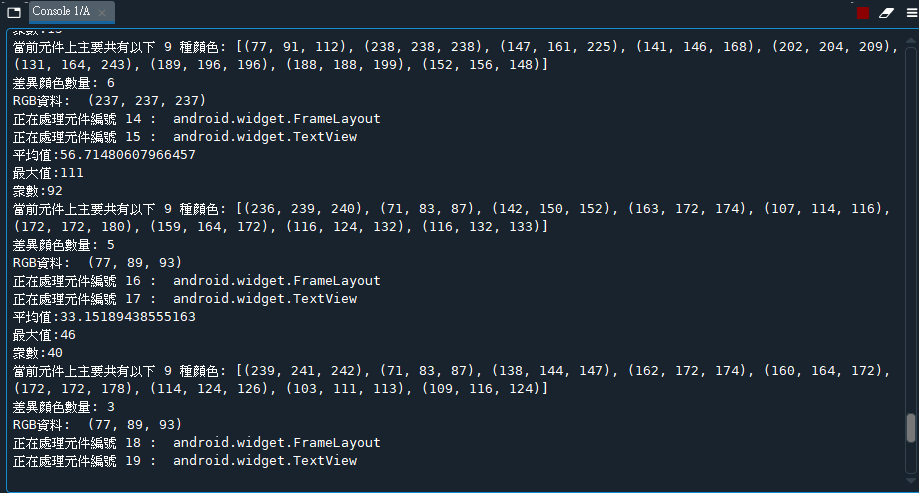 Console 1/A
眾數:13
當前元件上主要共有以下 9 種顏色: [(77, 91, 112), (238, 238, 238), (147, 161, 225), (141, 146, 168), (202, 204, 209),
(131, 164, 243), (189, 196, 196), (188, 188, 199), (152, 156, 148)]
差異顏色數量: 6
RGB資料:  (237, 237, 237)
正在處理元件編號 14 :  android.widget.FrameLayout
正在處理元件編號 15 :  android.widget.TextView
平均值:56.71480607966457
最大值:111
眾數:92
當前元件上主要共有以下 9 種顏色: [(236, 239, 240), (71, 83, 87), (142, 150, 152), (163, 172, 174), (107, 114, 116),
(172, 172, 180), (159, 164, 172), (116, 124, 132), (116, 132, 133)]
差異顏色數量: 5
RGB資料:  (77, 89, 93)
正在處理元件編號 16 :  android.widget.FrameLayout
正在處理元件編號 17 :  android.widget.TextView
平均值:33.15189438555163
最大值:46
眾數:40
當前元件上主要共有以下 9 種顏色: [(239, 241, 242), (71, 83, 87), (138, 144, 147), (162, 172, 174), (160, 164, 172),
(172, 172, 178), (114, 124, 126), (103, 111, 113), (109, 116, 124)]
差異顏色數量: 3
RGB資料:  (77, 89, 93)
正在處理元件編號 18 :  android.widget.FrameLayout
正在處理元件編號 19 :  android.widget.TextView